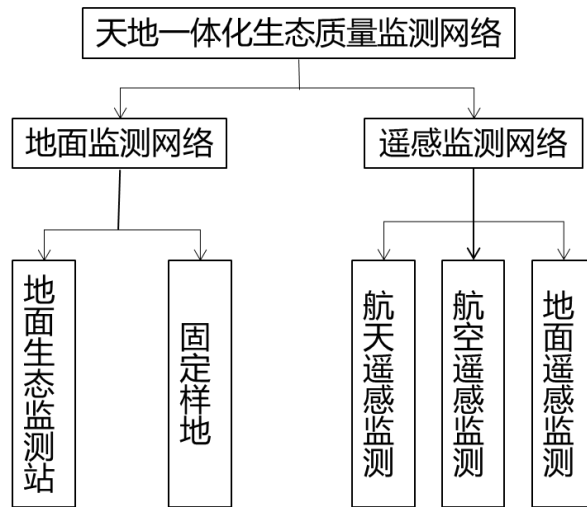 天地一体化生态质量监测网络
地面监测网络
遥感监测网络
地面生态监测站
固定样地
航天遥感监测
航空遥感监测
地面遥感监测